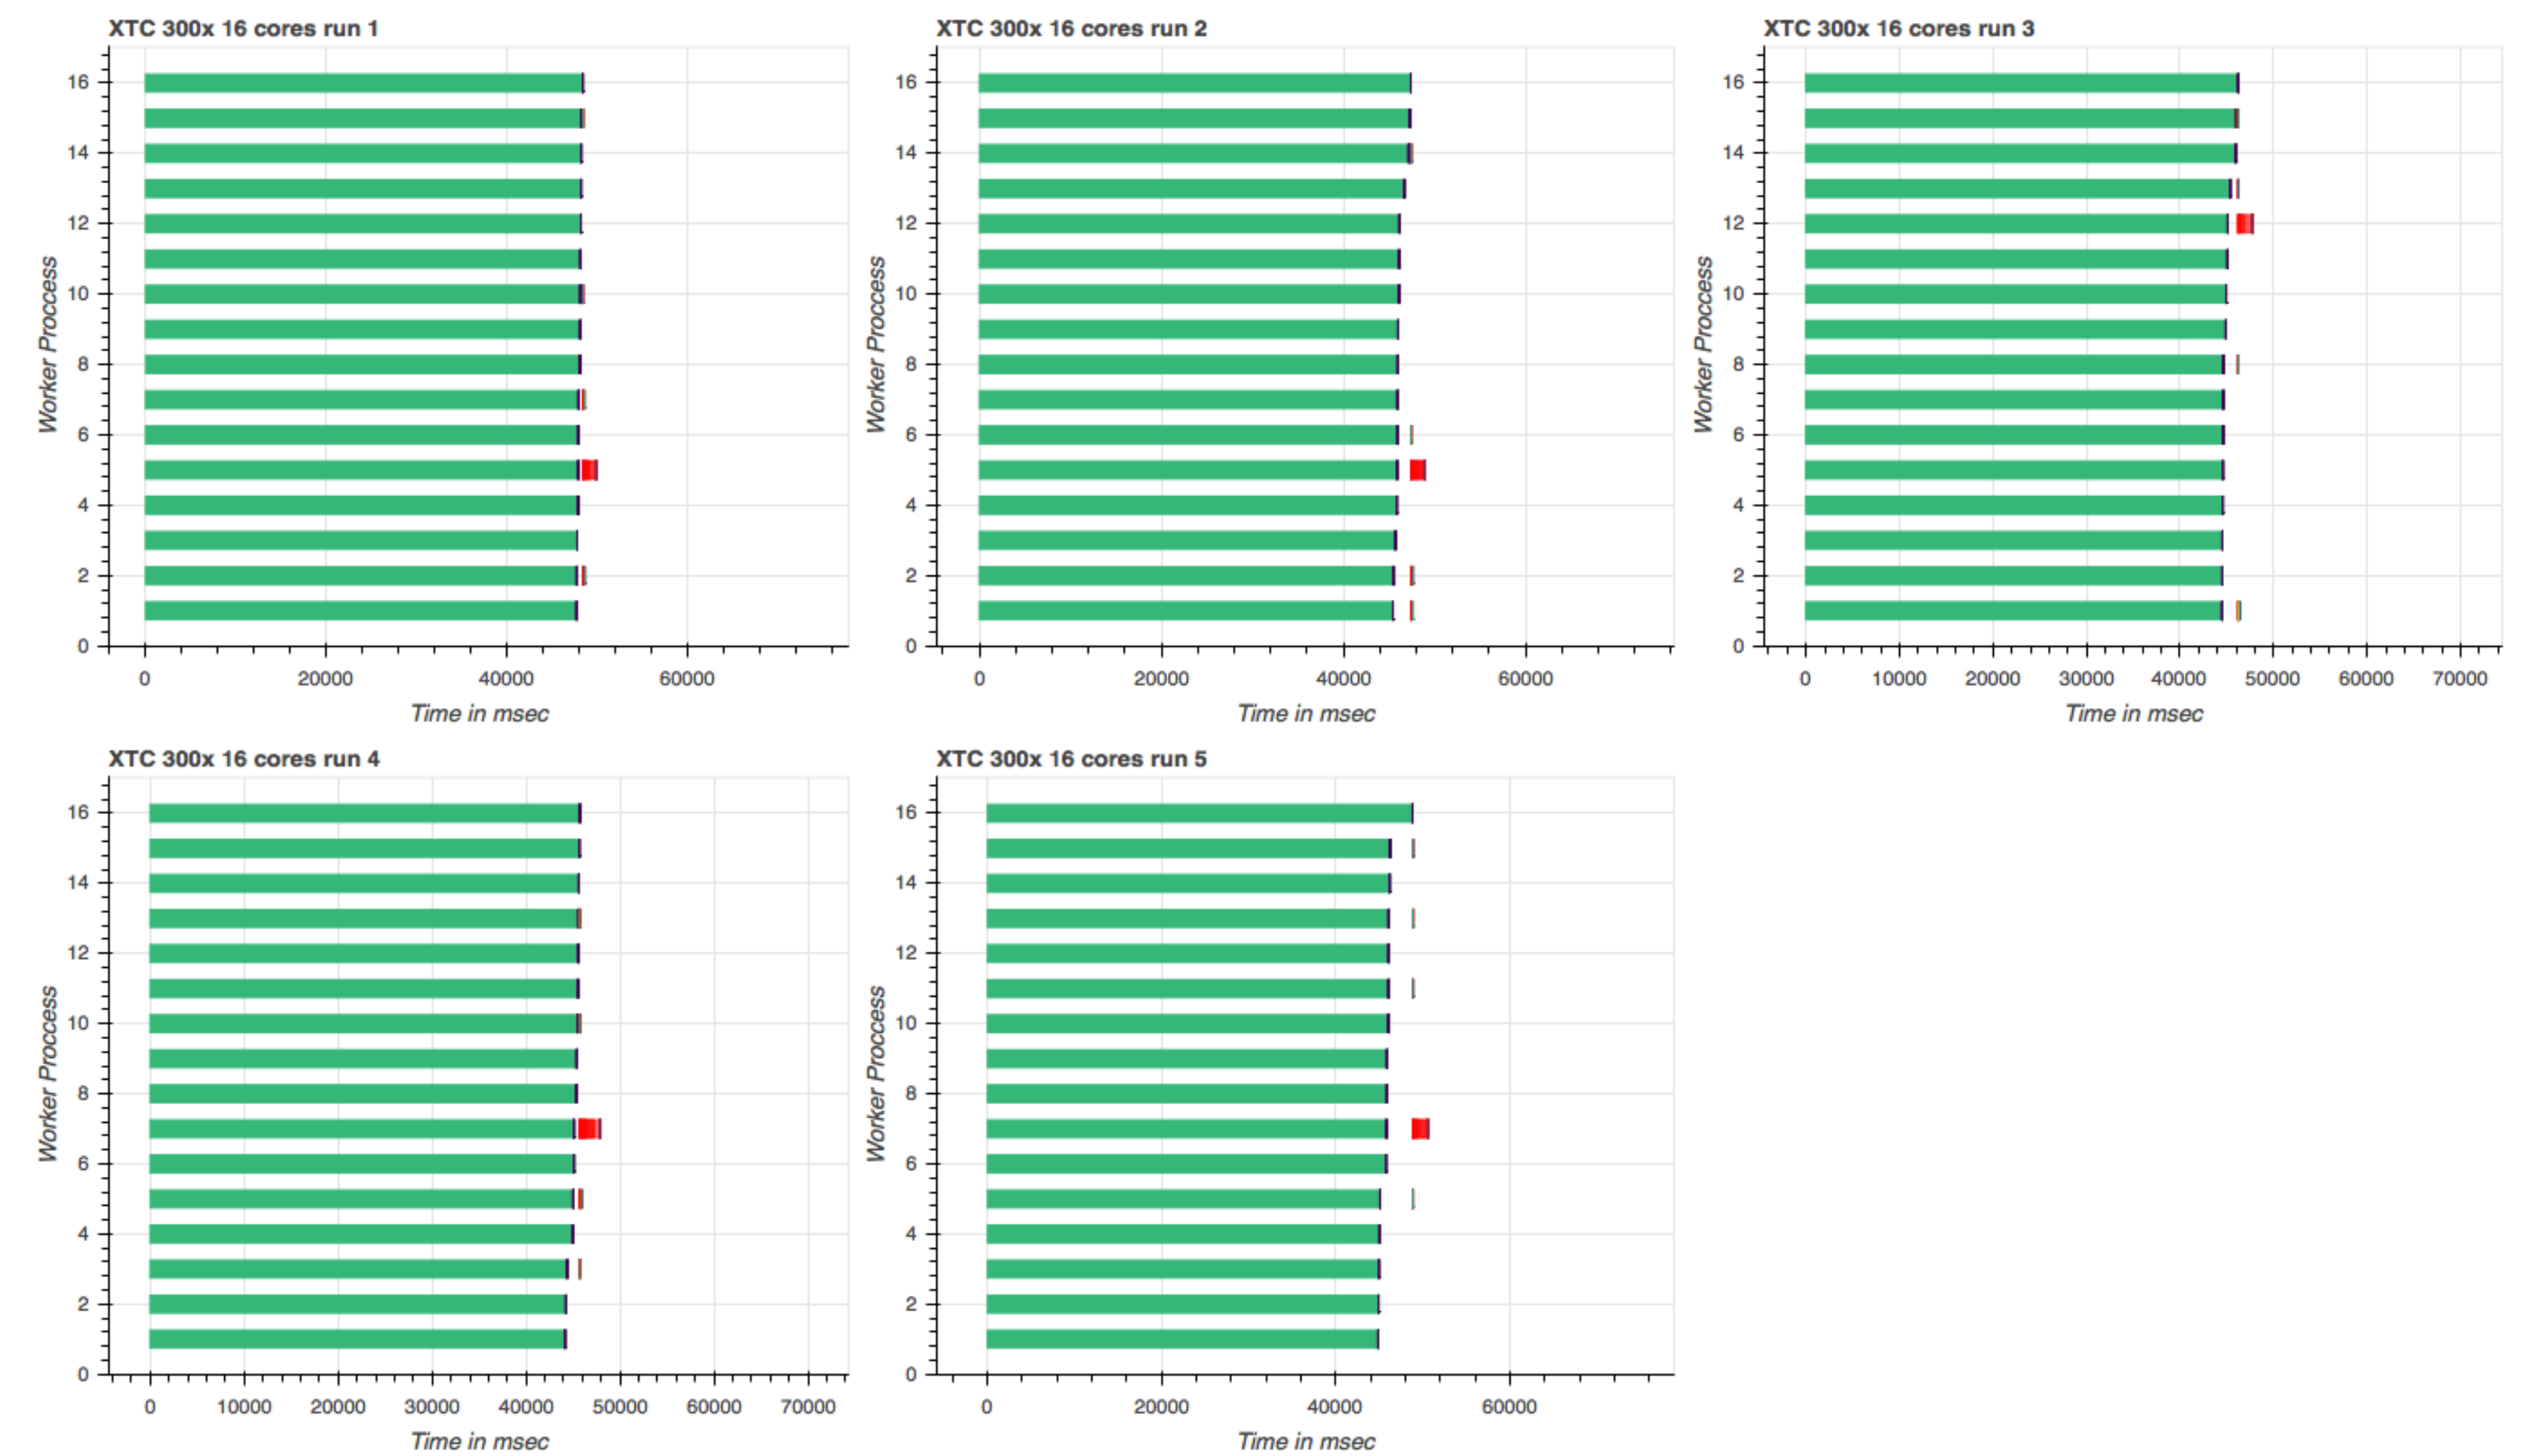 XTC 300x 16 cores run 1
16
14
12
10
8
6
4
2
0
Worker Proccess
0 20000 40000 60000
Time in msec
XTC 300x 16 cores run 2
16
14
12
10
8
6
4
2
0
Worker Proccess
0 20000 40000 60000
Time in msec
XTC 300x 16 cores run 3
16
14
12
10
8
6
4
2
0
Worker Proccess
0 10000 20000 30000 40000 50000 60000 70000
Time in msec
XTC 300x 16 cores run 4
16
14
12
10
8
6
4
2
0
Worker Proccess
0 10000 20000 30000 40000 50000 60000 70000
Time in msec
XTC 300x 16 cores run 5
16
14
12
10
8
6
4
2
0
Worker Proccess
0 20000 40000 60000
Time in msec